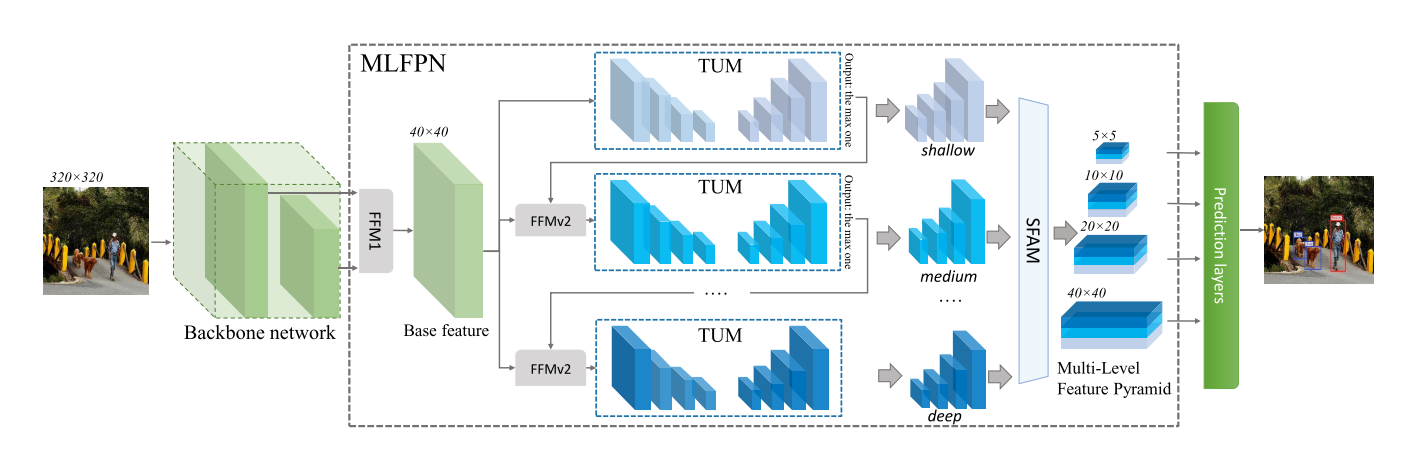 MLFPN
320×320
Backbone network
FFM1
40×40
Base feature
TUM
Output: the max one
shallow
FFMv2
TUM
Output: the max one
medium
....
....
FFMv2
TUM
deep
SFAM
5×5
10×10
20×20
40×40
Multi-Level
Feature Pyramid
Prediction layers